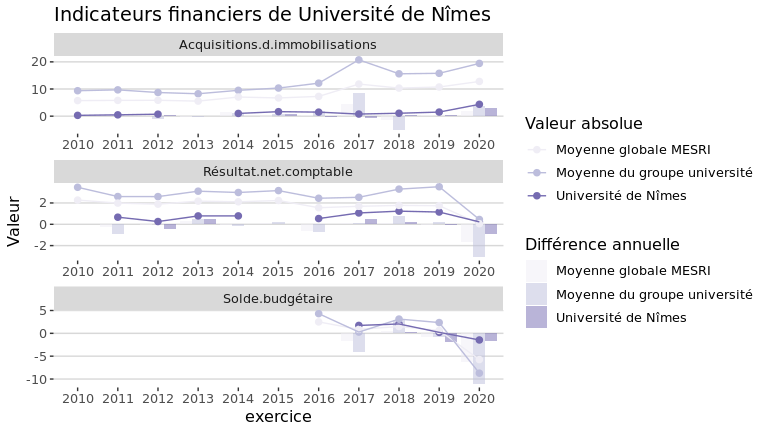 Indicateurs financiers de Université de Nîmes
Acquisitions.d.immobilisations
20
10
0
2010 2011 2012 2013 2014 2015 2016 2017 2018 2019 2020
Résultat.net.comptable
2
0
-2
2010 2011 2012 2013 2014 2015 2016 2017 2018 2019 2020
Solde.budgétaire
5
0
-5
-10
2010 2011 2012 2013 2014 2015 2016 2017 2018 2019 2020
exercice
Valeur
Valeur absolue
Moyenne globale MESRI
Moyenne du groupe université
Université de Nîmes
Différence annuelle
Moyenne globale MESRI
Moyenne du groupe université
Université de Nîmes